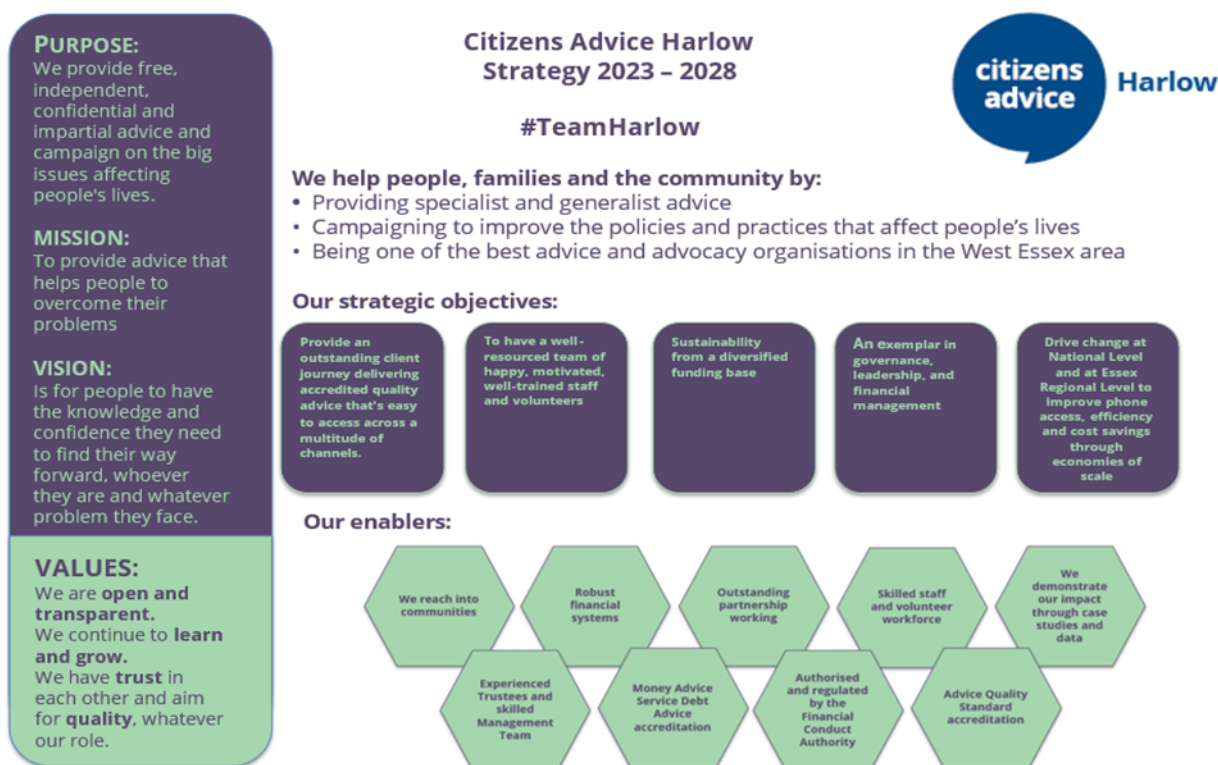 PURPOSE:
We provide free,
independent,
confidential and
impartial advice and
campaign on the big
issues affecting
people's lives.
MISSION:
To provide advice that
helps people to
overcome their
problems
VISION:
Is for people to have
the knowledge and
confidence they need
to find their way
forward, whoever
they are and whatever
problem they face.
VALUES:
We are open and
transparent.
We continue to learn
and grow.
We have trust in
each other and aim
for quality, whatever
our role.
Citizens Advice Harlow
Strategy 2023 – 2028
#TeamHarlow
citizens
advice
Harlow
We help people, families and the community by:
• Providing specialist and generalist advice
• Campaigning to improve the policies and practices that affect people’s lives
• Being one of the best advice and advocacy organisations in the West Essex area
Our strategic objectives:
Provide an
outstanding client
journey delivering
accredited quality
advice that's easy
to access across a
multitude of
channels.
To have a well-
resourced team of
happy, motivated,
well-trained staff
and volunteers
Sustainability
from a diversified
funding base
An exemplar in
governance,
leadership, and
financial
management
Drive change at
National Level
and at Essex
Regional Level to
improve phone
access, efficiency
and cost savings
through
economies of
scale
Our enablers:
We reach into
communities
Robust
financial
systems
Outstanding
partnership
working
Skilled staff
and volunteer
workforce
We
demonstrate
our impact
through case
studies and
data
Experienced
Trustees and
skilled
Management
Team
Money Advice
Service Debt
Advice
accreditation
Authorised
and regulated
by the
Financial
Conduct
Authority
Advice Quality
Standard
accreditation